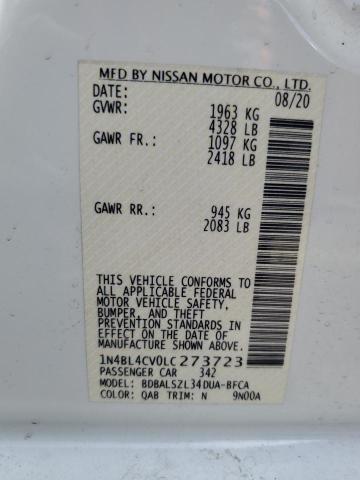 MFD BY NISSAN MOTOR CO., LTD.
DATE: 08/20
GVWR: 1963 KG
4328 LB
GAWR FR.: 1097 KG
2418 LB
GAWR RR.: 945 KG
2083 LB
THIS VEHICLE CONFORMS TO
ALL APPLICABLE FEDERAL
MOTOR VEHICLE SAFETY,
BUMPER, AND THEFT
PREVENTION STANDARDS
IN EFFECT ON THE DATE OF
MANUFACTURE SHOWN ABOVE.
1N4BL4CV0LC273723
PASSENGER CAR 342
MODEL: BDBALSZL34DUA-BFCA
COLOR: QAB TRIM: N 9N00A